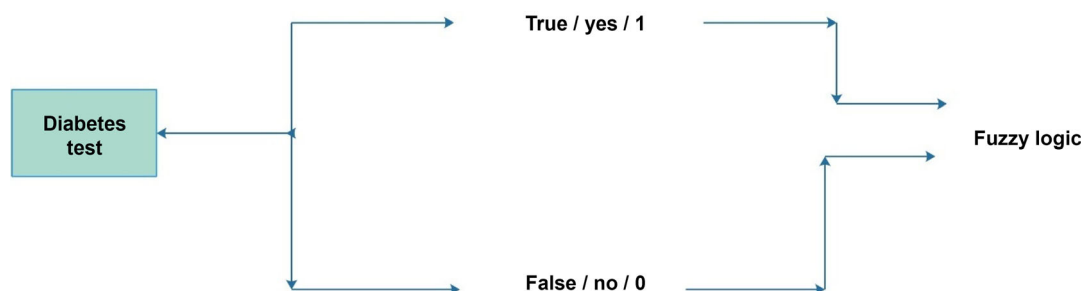 True / yes / 1
Diabetes
test
Fuzzy logic
False / no / 0